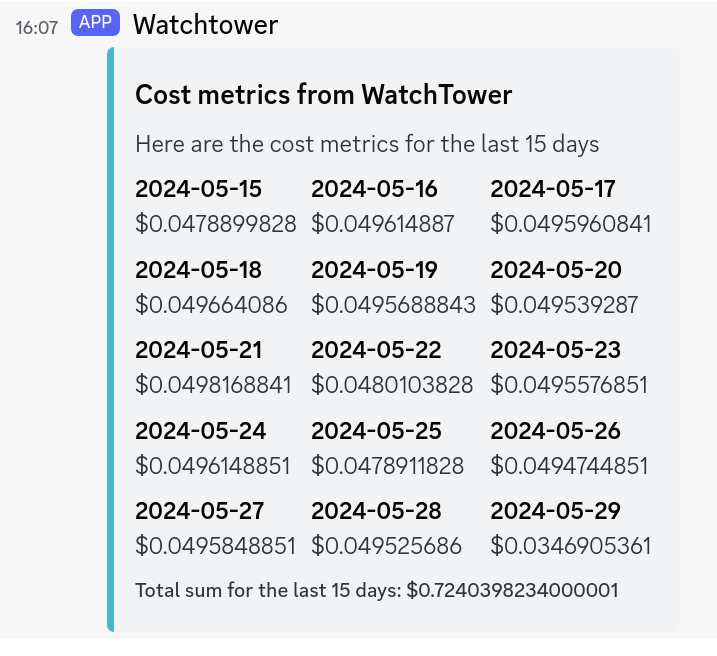 16:07 APP Watchtower
Cost metrics from WatchTower
Here are the cost metrics for the last 15 days
2024-05-15 2024-05-16 2024-05-17
$0.0478899828 $0.049614887 $0.0495960841
2024-05-18 2024-05-19 2024-05-20
$0.049664086 $0.0495688843 $0.049539287
2024-05-21 2024-05-22 2024-05-23
$0.0498168841 $0.0480103828 $0.0495576851
2024-05-24 2024-05-25 2024-05-26
$0.0496148851 $0.0478911828 $0.0494744851
2024-05-27 2024-05-28 2024-05-29
$0.0495848851 $0.049525686 $0.0346905361
Total sum for the last 15 days: $0.7240398234000001